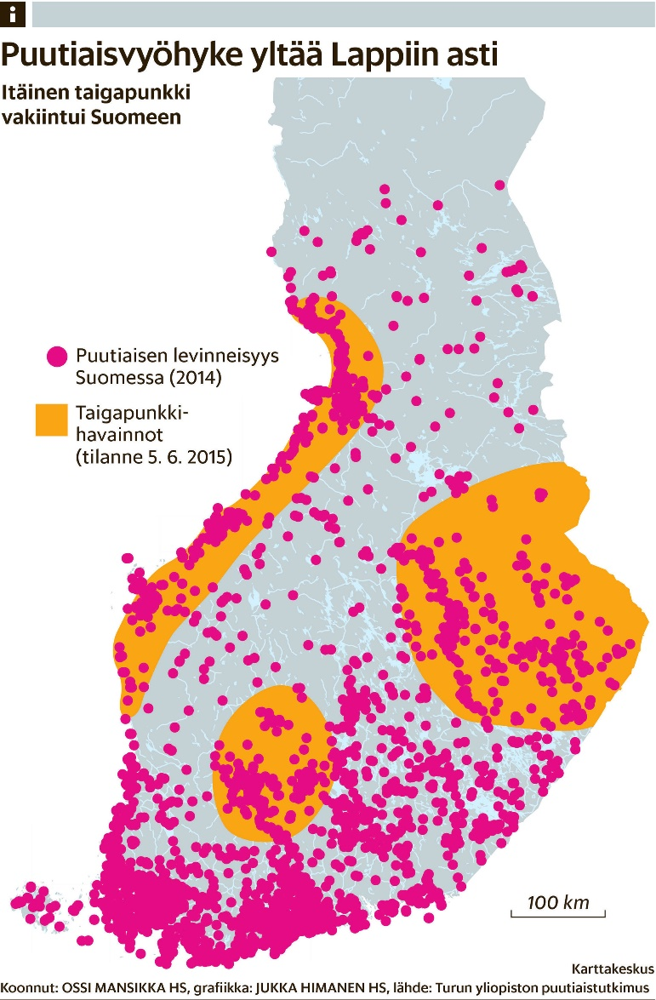 i
Puutiaisvyöhyke yltää Lappiin asti
Itäinen taigapunkki
vakiintui Suomeen
Puutiaisen levinneisyys
Suomessa (2014)
Taigapunkki-
havainnot
(tilanne 5. 6. 2015)
100 km
Karttakeskus
Koonnut: OSSI MANSIKKA HS, grafiikka: JUKKA HIMANEN HS, lähde: Turun yliopiston puutiaistutkimus